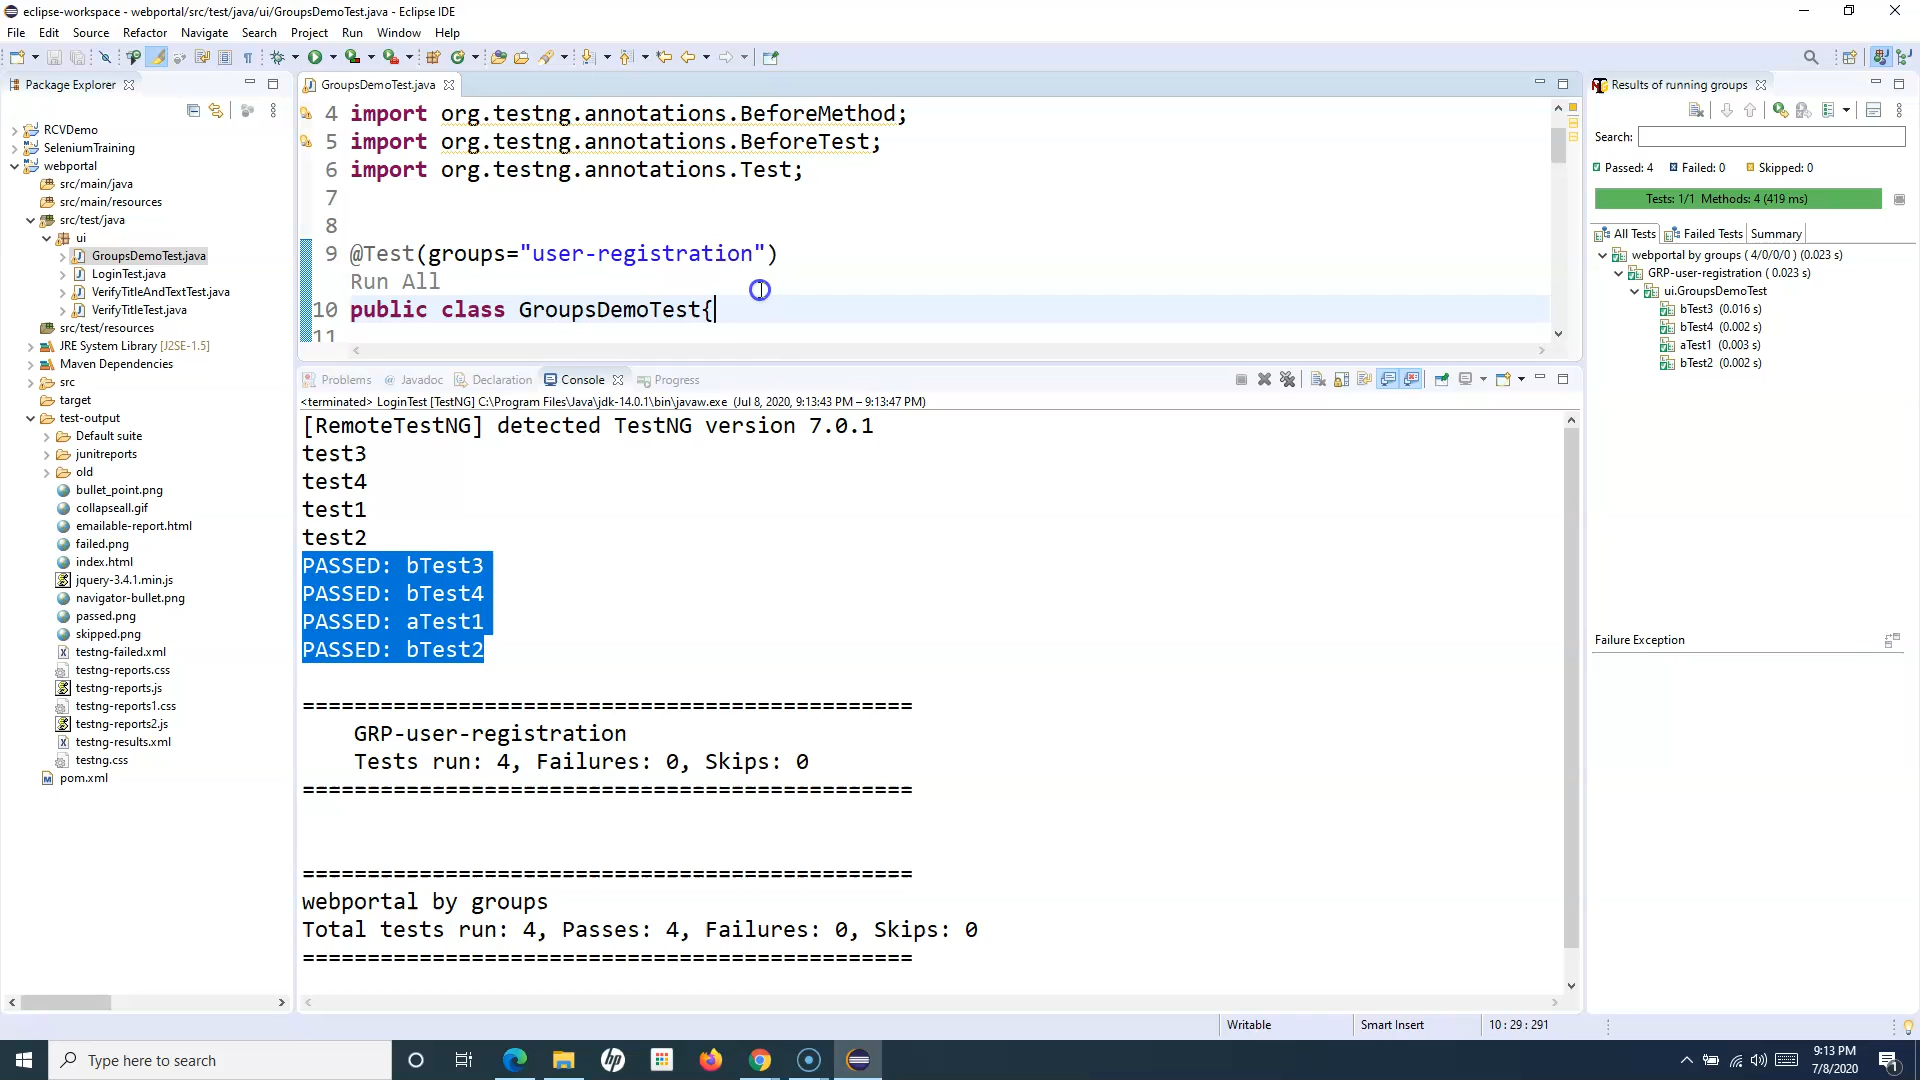 eclipse-workspace - webportal/src/test/java/ui/GroupsDemoTest.java - Eclipse IDE
File Edit Source Refactor Navigate Search Project Run Window Help
Package Explorer
RCVDemo
SeleniumTraining
webportal
src/main/java
src/main/resources
src/test/java
ui
GroupsDemoTest.java
LoginTest.java
VerifyTitleAndTextTest.java
VerifyTitleTest.java
src/test/resources
JRE System Library [J2SE-1.5]
Maven Dependencies
src
target
test-output
Default suite
junitreports
old
bullet_point.png
collapseall.gif
emailable-report.html
failed.png
index.html
jquery-3.4.1.min.js
navigator-bullet.png
passed.png
skipped.png
testng-failed.xml
testng-reports.css
testng-reports.js
testng-reports1.css
testng-reports2.js
testng-results.xml
testng.css
pom.xml
GroupsDemoTest.java
4 import org.testng.annotations.BeforeMethod;
5 import org.testng.annotations.BeforeTest;
6 import org.testng.annotations.Test;
7
8
9 @Test(groups="user-registration")
Run All
10 public class GroupsDemoTest{
11
Problems Javadoc Declaration Console Progress
<terminated> LoginTest [TestNG] C:\Program Files\Java\jdk-14.0.1\bin\javaw.exe (Jul 8, 2020, 9:13:43 PM – 9:13:47 PM)
[RemoteTestNG] detected TestNG version 7.0.1
test3
test4
test1
test2
PASSED: bTest3
PASSED: bTest4
PASSED: aTest1
PASSED: bTest2
===============================================
GRP-user-registration
Tests run: 4, Failures: 0, Skips: 0
===============================================
===============================================
webportal by groups
Total tests run: 4, Passes: 4, Failures: 0, Skips: 0
===============================================
Results of running groups
Search:
Passed: 4 Failed: 0 Skipped: 0
Tests: 1/1 Methods: 4 (419 ms)
All Tests Failed Tests Summary
webportal by groups ( 4/0/0/0 ) (0.023 s)
GRP-user-registration ( 0.023 s)
ui.GroupsDemoTest
bTest3 (0.016 s)
bTest4 (0.002 s)
aTest1 (0.003 s)
bTest2 (0.002 s)
Failure Exception
Writable Smart Insert 10 : 29 : 291
Type here to search
hp
9:13 PM
7/8/2020
1